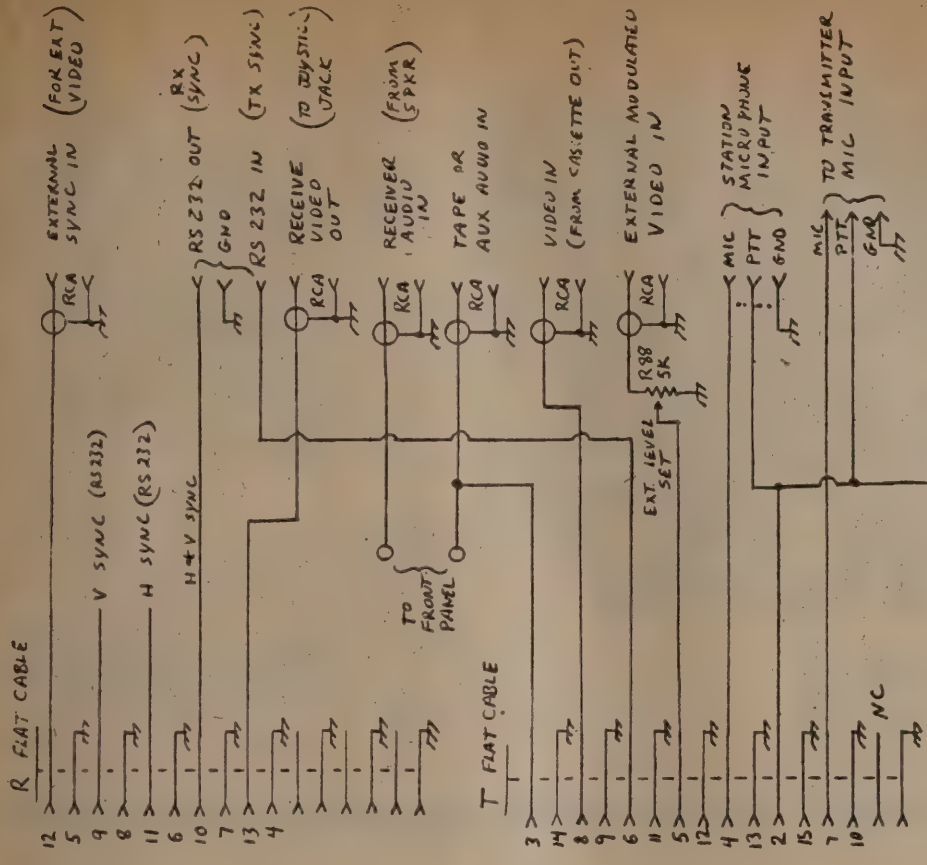 R FLAT CABLE
12
5
9
8
11
6
10
7
13
4
V SYNC (RS232)
H SYNC (RS232)
H & V SYNC
RCA
EXTERNAL
SYNC IN
(FOR EXT
VIDEO)
RS 232 OUT
(RX
SYNC)
GND
RS 232 IN
(TX SYNC)
RCA
RECEIVE
VIDEO
OUT
(TO JOYSTICK
JACK)
RCA
RECEIVER
AUDIO
IN
(FROM
SPKR)
RCA
TAPE OR
AUX AUDIO IN
TO
FRONT
PANEL
T FLAT CABLE
3
14
8
9
6
11
5
12
4
13
2
15
7
10
NC
RCA
VIDEO IN
(FROM CASSETTE OUT)
RCA
EXTERNAL MODULATED
VIDEO IN
R88
5K
EXT. LEVEL
SET
MIC
PTT
GND
STATION
MICROPHONE
INPUT
MIC
PTT
GND
TO TRANSMITTER
MIC INPUT